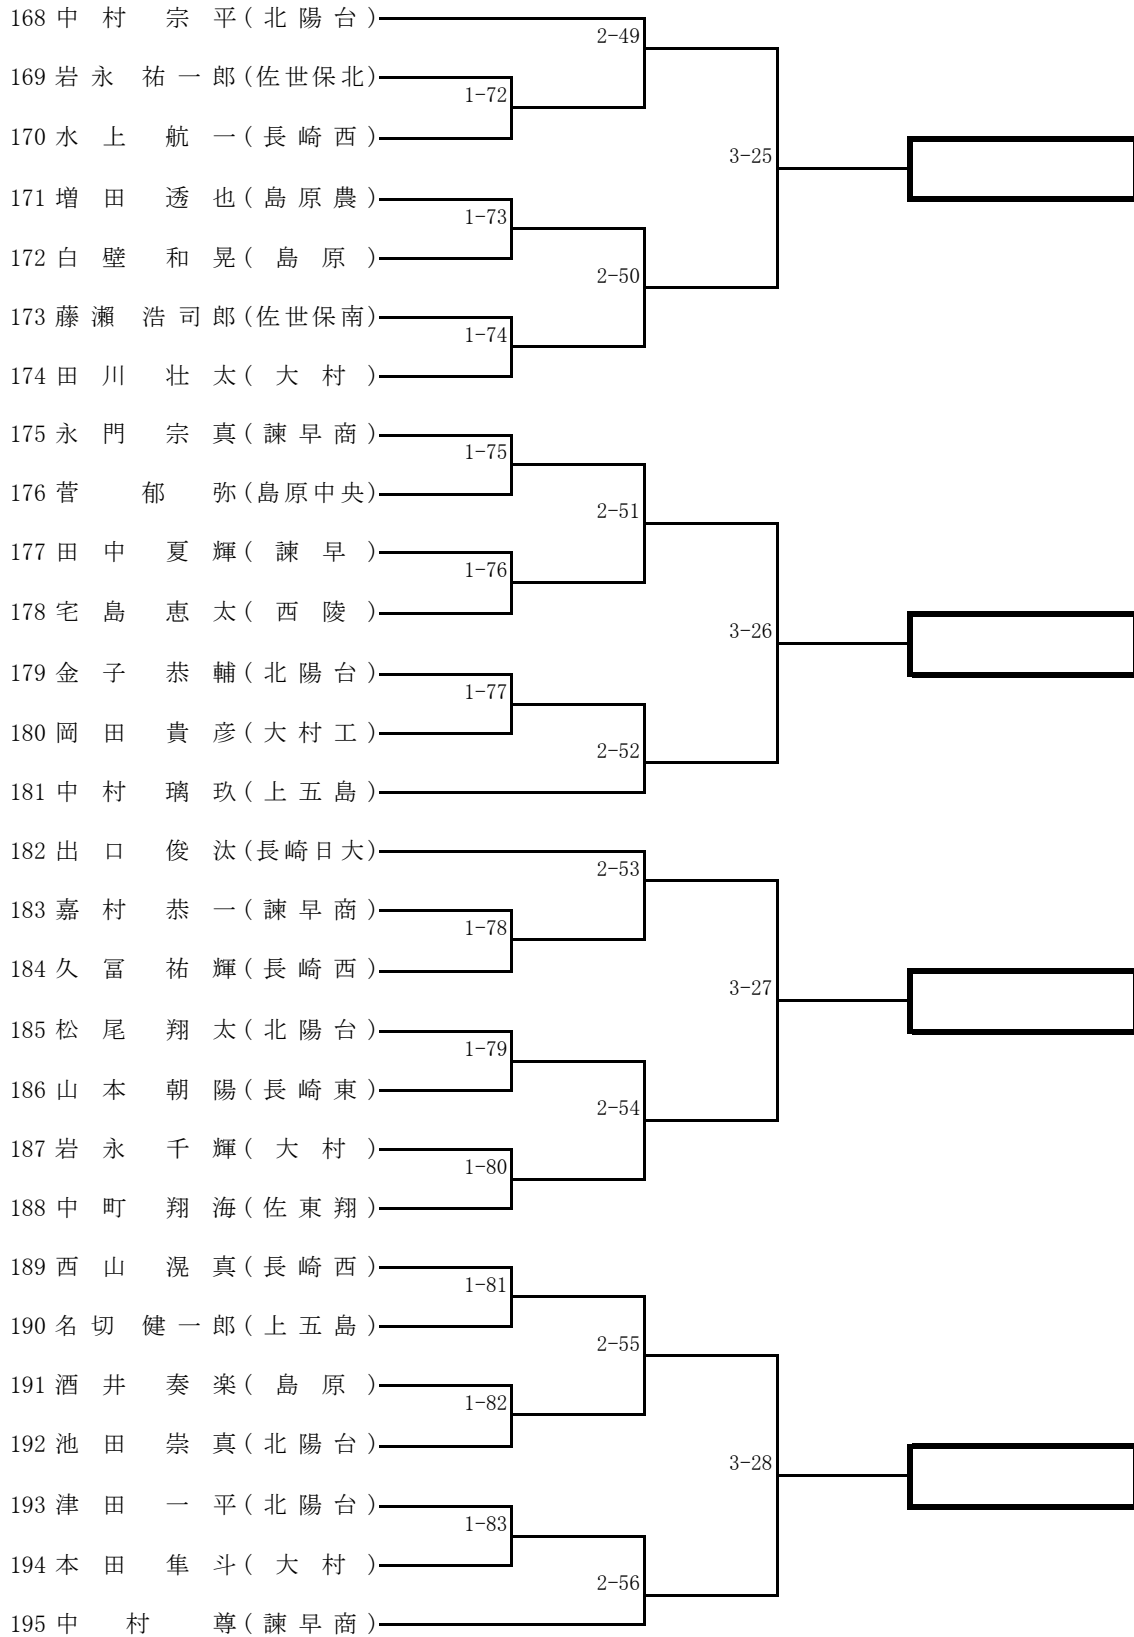 168 中村 宗平(北陽台)
2-49
169 岩永 祐一郎(佐世保北)
1-72
170 水上 航一(長崎西)
3-25
171 増田 透也(島原農)
1-73
172 白壁 和晃(島原)
2-50
173 藤瀬 浩司郎(佐世保南)
1-74
174 田川 壮太(大村)
175 永門 宗真(諫早商)
1-75
176 菅 郁弥(島原中央)
2-51
177 田中 夏輝(諫早)
1-76
178 宅島 恵太(西陵)
3-26
179 金子 恭輔(北陽台)
1-77
180 岡田 貴彦(大村工)
2-52
181 中村 璃玖(上五島)
182 出口 俊汰(長崎日大)
2-53
183 嘉村 恭一(諫早商)
1-78
184 久冨 祐輝(長崎西)
3-27
185 松尾 翔太(北陽台)
1-79
186 山本 朝陽(長崎東)
2-54
187 岩永 千輝(大村)
1-80
188 中町 翔海(佐東翔)
189 西山 滉真(長崎西)
1-81
190 名切 健一郎(上五島)
2-55
191 酒井 奏楽(島原)
1-82
192 池田 崇真(北陽台)
3-28
193 津田 一平(北陽台)
1-83
194 本田 隼斗(大村)
2-56
195 中村 尊(諫早商)